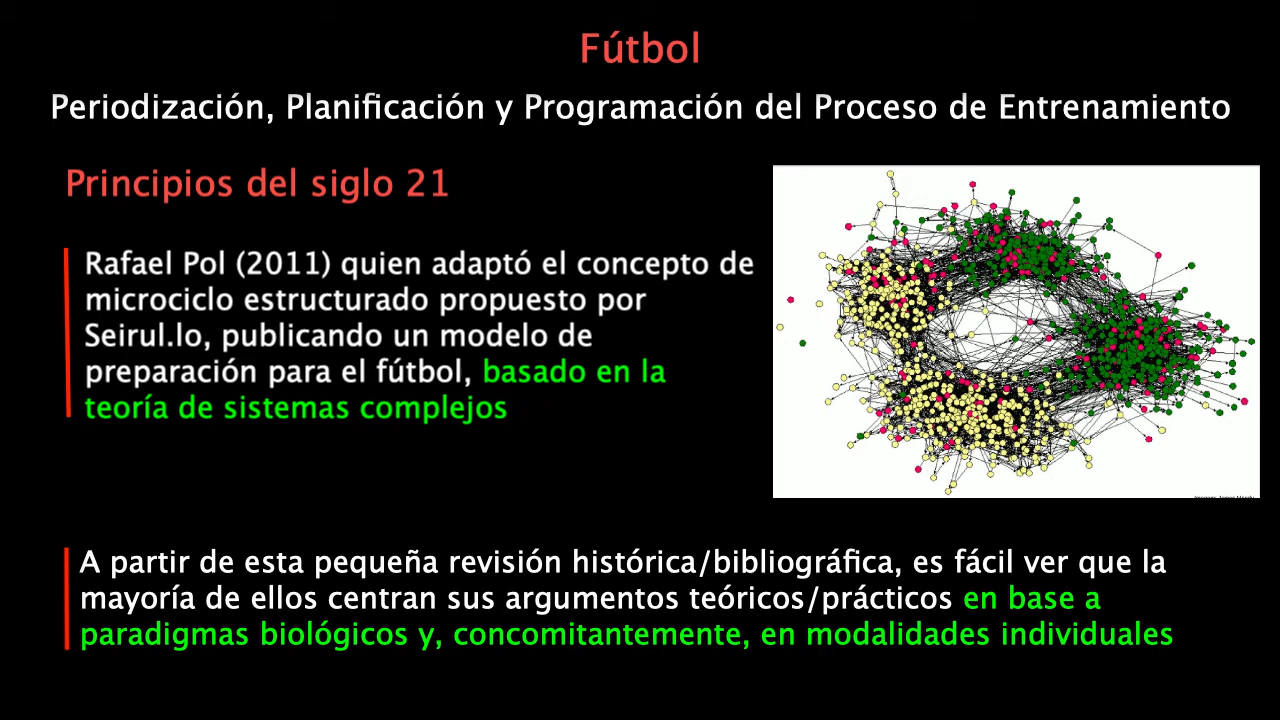 Fútbol
Periodización, Planificación y Programación del Proceso de Entrenamiento
Principios del siglo 21
Rafael Pol (2011) quien adaptó el concepto de
microciclo estructurado propuesto por
Seirul.lo, publicando un modelo de
preparación para el fútbol, basado en la
teoría de sistemas complejos
A partir de esta pequeña revisión histórica/bibliográfica, es fácil ver que la
mayoría de ellos centran sus argumentos teóricos/prácticos en base a
paradigmas biológicos y, concomitantemente, en modalidades individuales